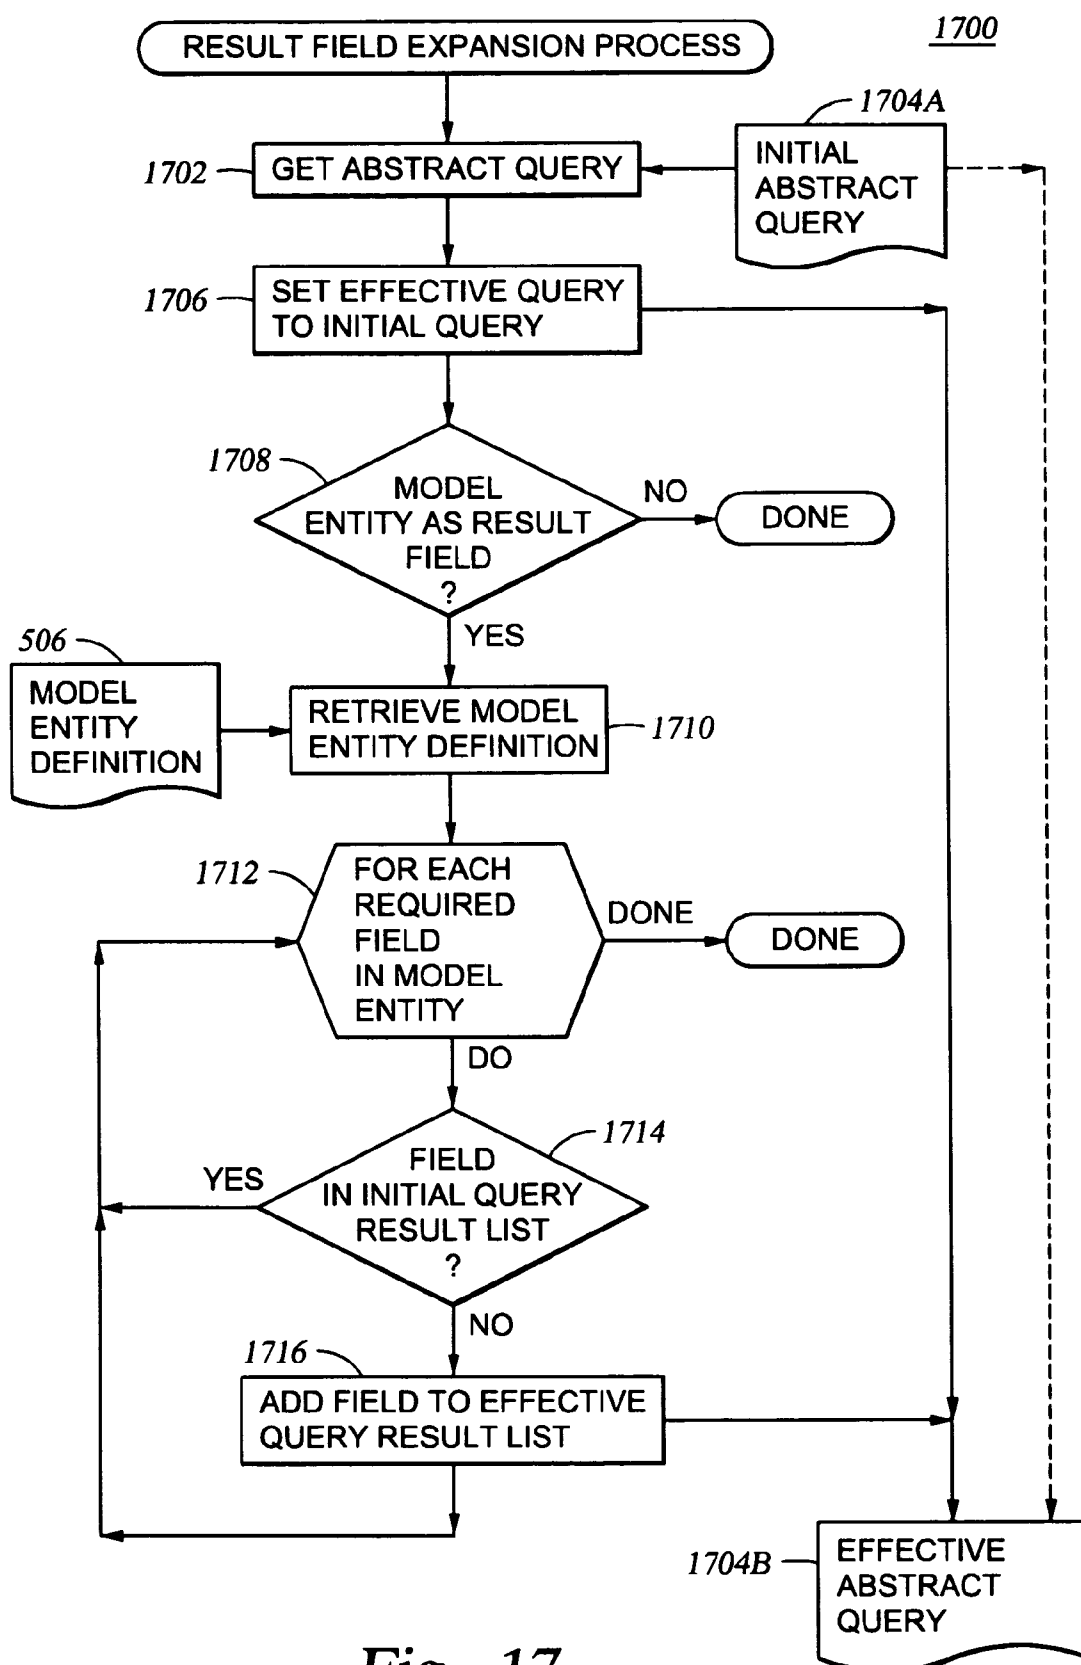 RESULT FIELD EXPANSION PROCESS
1700
1704A
1702
GET ABSTRACT QUERY
INITIAL
ABSTRACT
QUERY
1706
SET EFFECTIVE QUERY
TO INITIAL QUERY
1708
MODEL
ENTITY AS RESULT
FIELD
?
NO
DONE
YES
506
MODEL
ENTITY
DEFINITION
RETRIEVE MODEL
ENTITY DEFINITION
1710
1712
FOR EACH
REQUIRED
FIELD
IN MODEL
ENTITY
DONE
DONE
DO
1714
FIELD
IN INITIAL QUERY
RESULT LIST
?
YES
NO
1716
ADD FIELD TO EFFECTIVE
QUERY RESULT LIST
1704B
EFFECTIVE
ABSTRACT
QUERY
Fig. 17